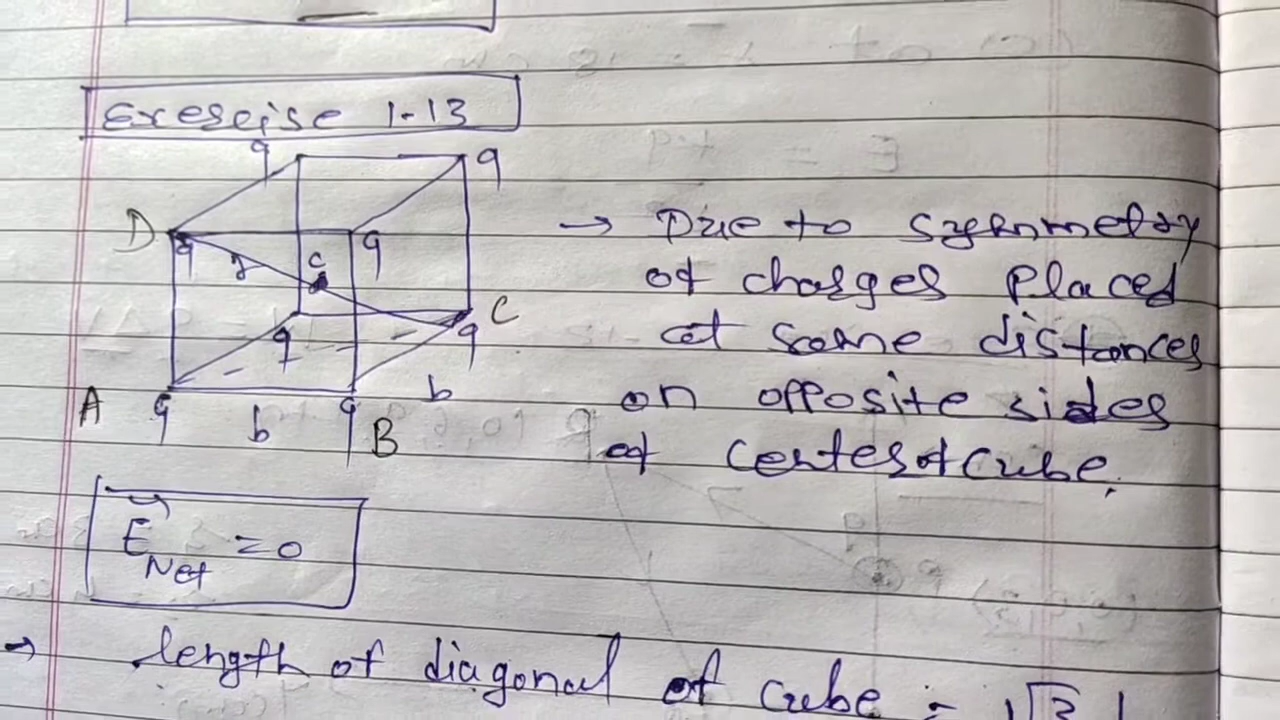 Exercise 1.13
q
q
D
q
r
c
q
C
q
q
A
q
b
q
B
b
→ Due to symmetry
of charges placed
at same distances
on opposite sides
of center of cube.
E Net = 0
→ length of diagonal of cube = √3